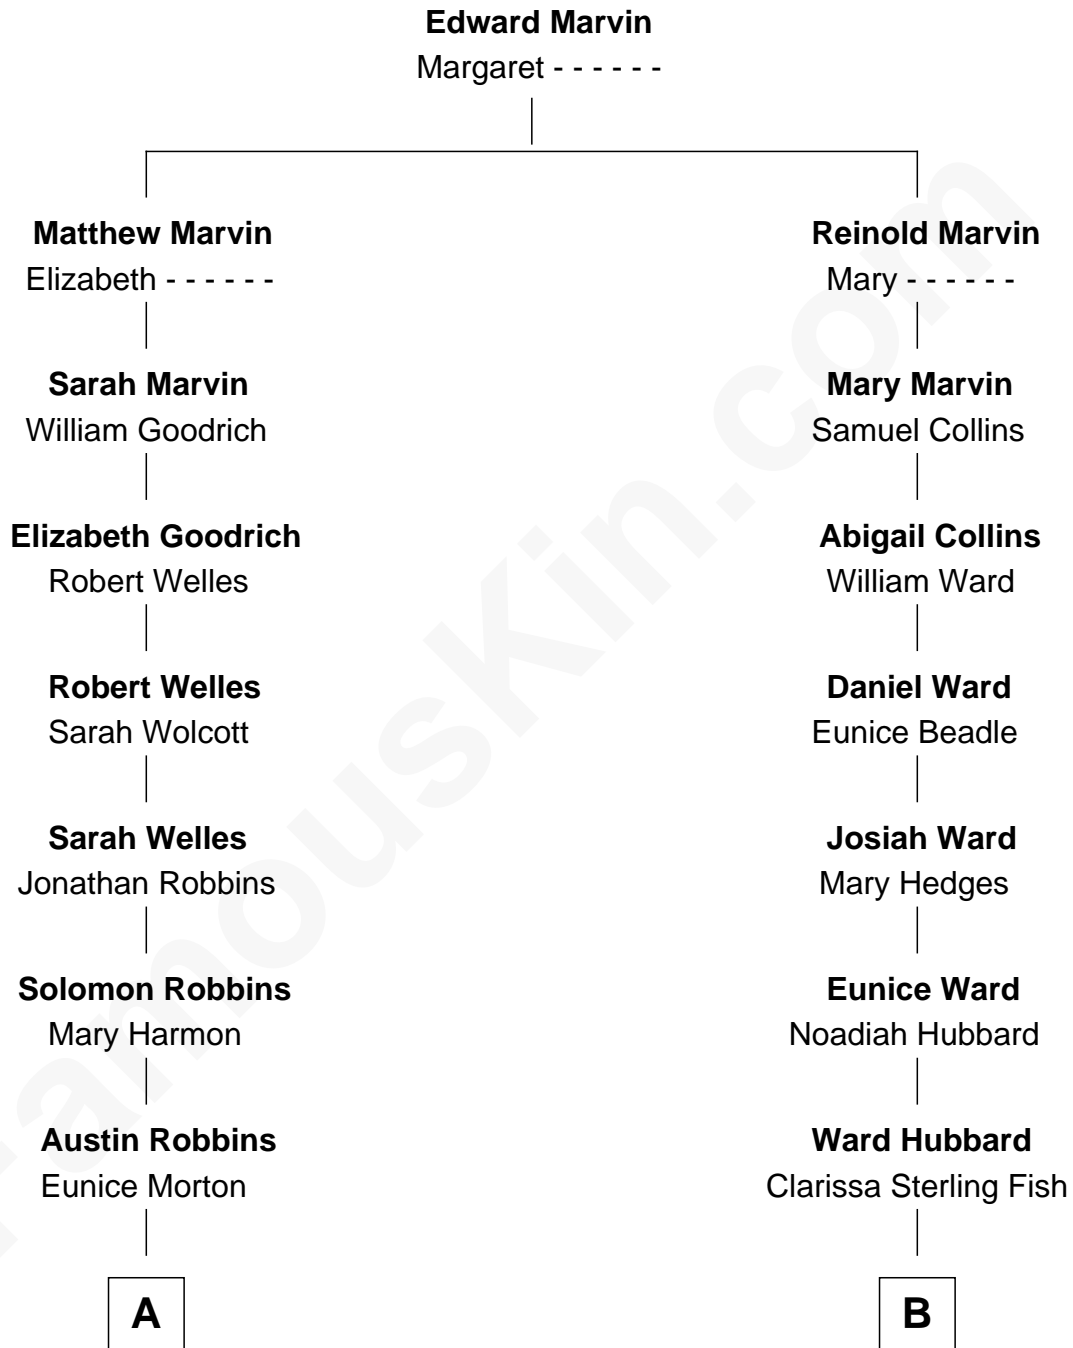 Edward Marvin
Margaret - - - - - -
Matthew Marvin
Elizabeth - - - - - -
Reinold Marvin
Mary - - - - - -
Sarah Marvin
William Goodrich
Mary Marvin
Samuel Collins
Elizabeth Goodrich
Robert Welles
Abigail Collins
William Ward
Robert Welles
Sarah Wolcott
Daniel Ward
Eunice Beadle
Sarah Welles
Jonathan Robbins
Josiah Ward
Mary Hedges
Solomon Robbins
Mary Harmon
Eunice Ward
Noadiah Hubbard
Austin Robbins
Eunice Morton
Ward Hubbard
Clarissa Sterling Fish
A
B
FamousKin.com